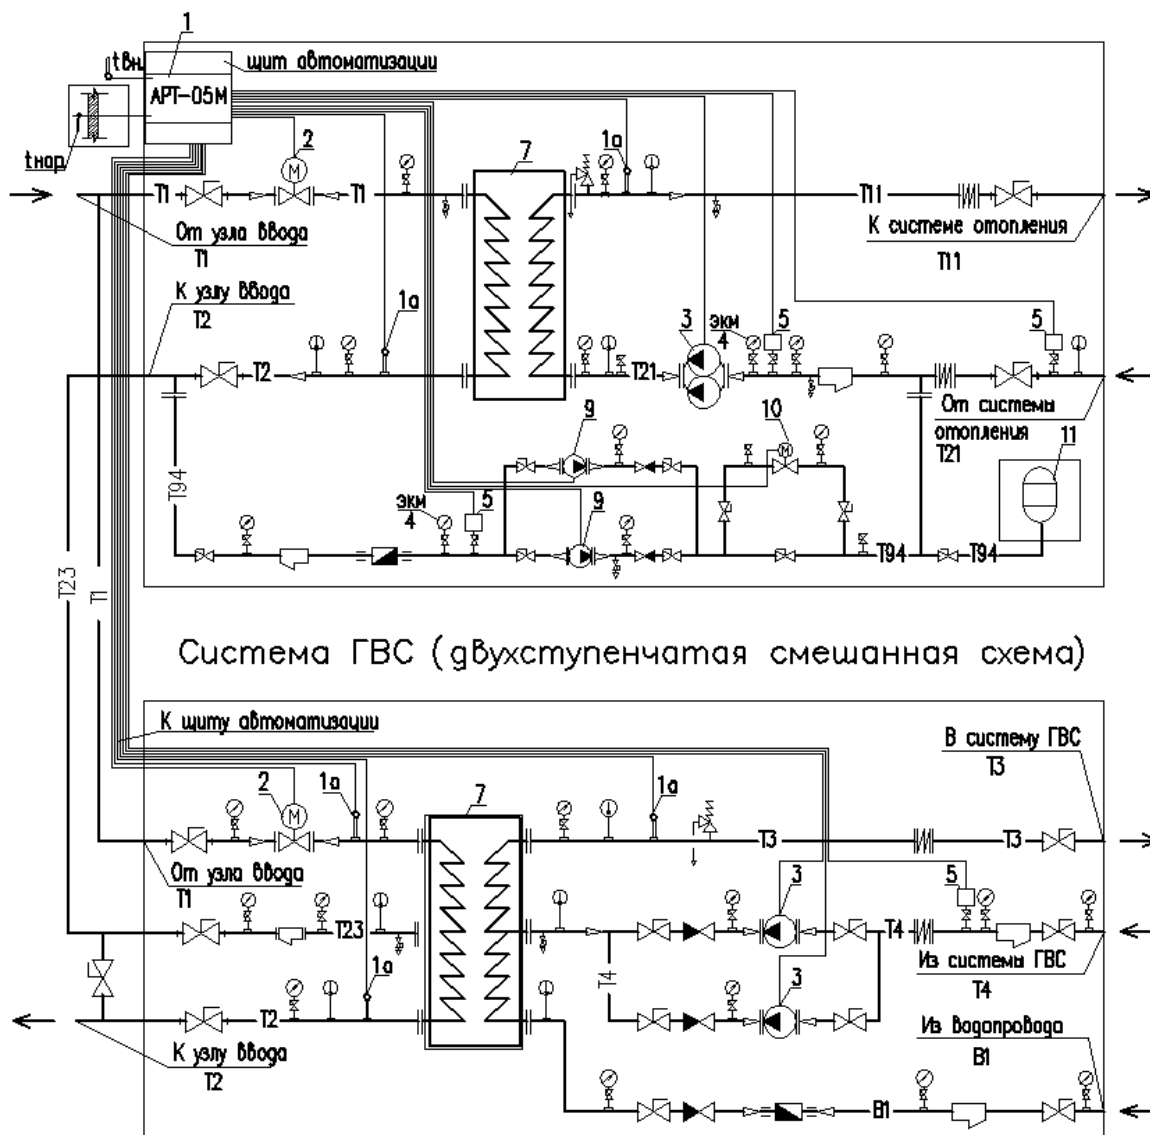 1
tвн.
щит автоматизации
АРТ-05М
tнар.
2
1а
7
Т1
Т1
Т11
От узла ввода
Т1
К системе отопления
Т11
К узлу ввода
Т2
1а
3
экм
4
5
5
Т2
Т21
От системы
отопления
Т21
9
10
11
Т94
экм
4
5
9
Т94
Т94
Т23
Т1
Система ГВС (двухступенчатая смешанная схема)
К щиту автоматизации
В систему ГВС
Т3
2
1а
7
1а
Т3
Т3
От узла ввода
Т1
3
5
Т23
Т4
Из системы ГВС
Т4
1а
Т4
3
Т2
К узлу ввода
Т2
Из водопровода
В1
В1